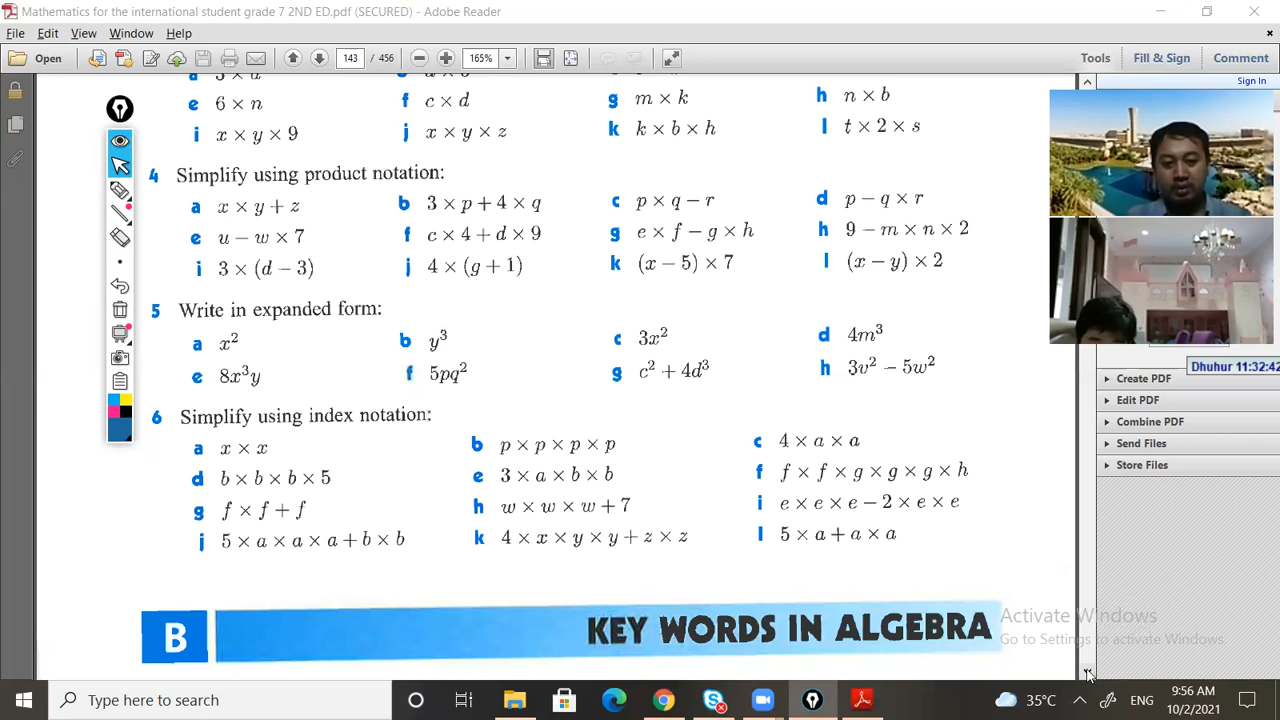 Mathematics for the international student grade 7 2ND ED.pdf (SECURED) - Adobe Reader
File Edit View Window Help
Open 143 / 456 165% Tools Fill & Sign Comment
Sign In
e 6 × n f c × d g m × k h n × b
i x × y × 9 j x × y × z k k × b × h l t × 2 × s
4 Simplify using product notation:
a x × y + z b 3 × p + 4 × q c p × q − r d p − q × r
e u − w × 7 f c × 4 + d × 9 g e × f − g × h h 9 − m × n × 2
i 3 × (d − 3) j 4 × (g + 1) k (x − 5) × 7 l (x − y) × 2
5 Write in expanded form:
a x² b y³ c 3x² d 4m³
e 8x³y f 5pq² g c² + 4d³ h 3v² − 5w²
Dhuhur 11:32:42
Create PDF
Edit PDF
Combine PDF
Send Files
Store Files
6 Simplify using index notation:
a x × x b p × p × p × p c 4 × a × a
d b × b × b × 5 e 3 × a × b × b f f × f × g × g × g × h
g f × f + f h w × w × w + 7 i e × e × e − 2 × e × e
j 5 × a × a × a + b × b k 4 × x × y × y + z × z l 5 × a + a × a
B KEY WORDS IN ALGEBRA
Activate Windows
Go to Settings to activate Windows.
Type here to search 35°C ENG 9:56 AM
10/2/2021